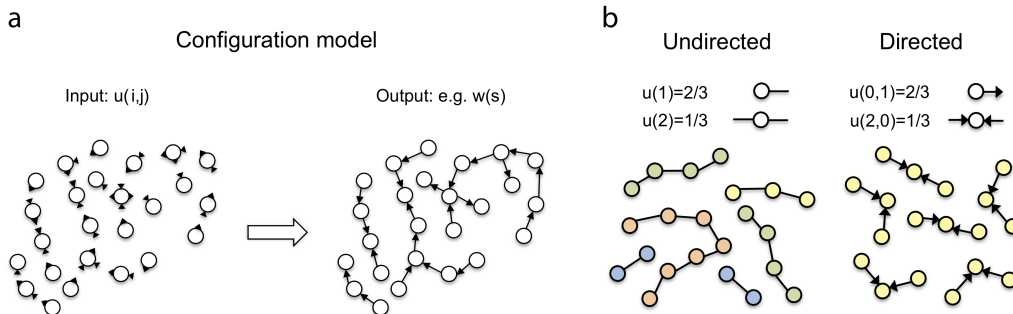 a
Configuration model
Input: u(i,j)
Output: e.g. w(s)
b
Undirected
Directed
u(1)=2/3
u(2)=1/3
u(0,1)=2/3
u(2,0)=1/3